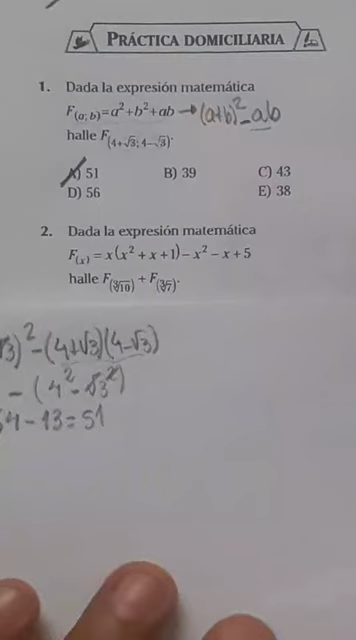 PRÁCTICA DOMICILIARIA
1. Dada la expresión matemática
F(a; b)=a²+b²+ab → (a+b)²-ab
halle F(4+√3; 4-√3).
A) 51 B) 39 C) 43
D) 56 E) 38
2. Dada la expresión matemática
F(x) = x(x²+x+1)-x²-x+5
halle F(∛10) + F(∛7).
√3)²-(4+√3)(4-√3)
-(4²-√3²)
64-13=51